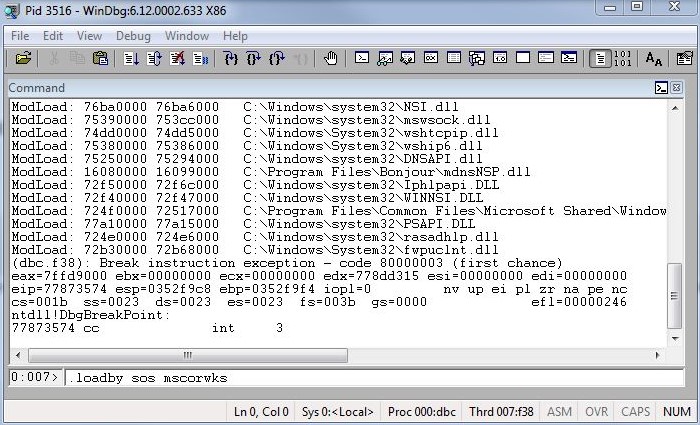 Pid 3516 - WinDbg:6.12.0002.633 X86
File Edit View Debug Window Help
Command
ModLoad: 76ba0000 76ba6000 C:\Windows\system32\NSI.dll
ModLoad: 75390000 753cc000 C:\Windows\system32\mswsock.dll
ModLoad: 74dd0000 74dd5000 C:\Windows\System32\wshtcpip.dll
ModLoad: 75380000 75386000 C:\Windows\System32\wship6.dll
ModLoad: 75250000 75294000 C:\Windows\system32\DNSAPI.dll
ModLoad: 16080000 16099000 C:\Program Files\Bonjour\mdnsNSP.dll
ModLoad: 72f50000 72f6c000 C:\Windows\system32\Iphlpapi.DLL
ModLoad: 72f40000 72f47000 C:\Windows\system32\WINNSI.DLL
ModLoad: 724f0000 72517000 C:\Program Files\Common Files\Microsoft Shared\Window
ModLoad: 77a10000 77a15000 C:\Windows\system32\PSAPI.DLL
ModLoad: 724e0000 724e6000 C:\Windows\system32\rasadhlp.dll
ModLoad: 72b30000 72b68000 C:\Windows\System32\fwpuclnt.dll
(dbc.f38): Break instruction exception - code 80000003 (first chance)
eax=7ffd9000 ebx=00000000 ecx=00000000 edx=778dd315 esi=00000000 edi=00000000
eip=77873574 esp=0352f9c8 ebp=0352f9f4 iopl=0 nv up ei pl zr na pe nc
cs=001b ss=0023 ds=0023 es=0023 fs=003b gs=0000 efl=00000246
ntdll!DbgBreakPoint:
77873574 cc int 3
0:007> .loadby sos mscorwks
Ln 0, Col 0 Sys 0:<Local> Proc 000:dbc Thrd 007:f38 ASM OVR CAPS NUM